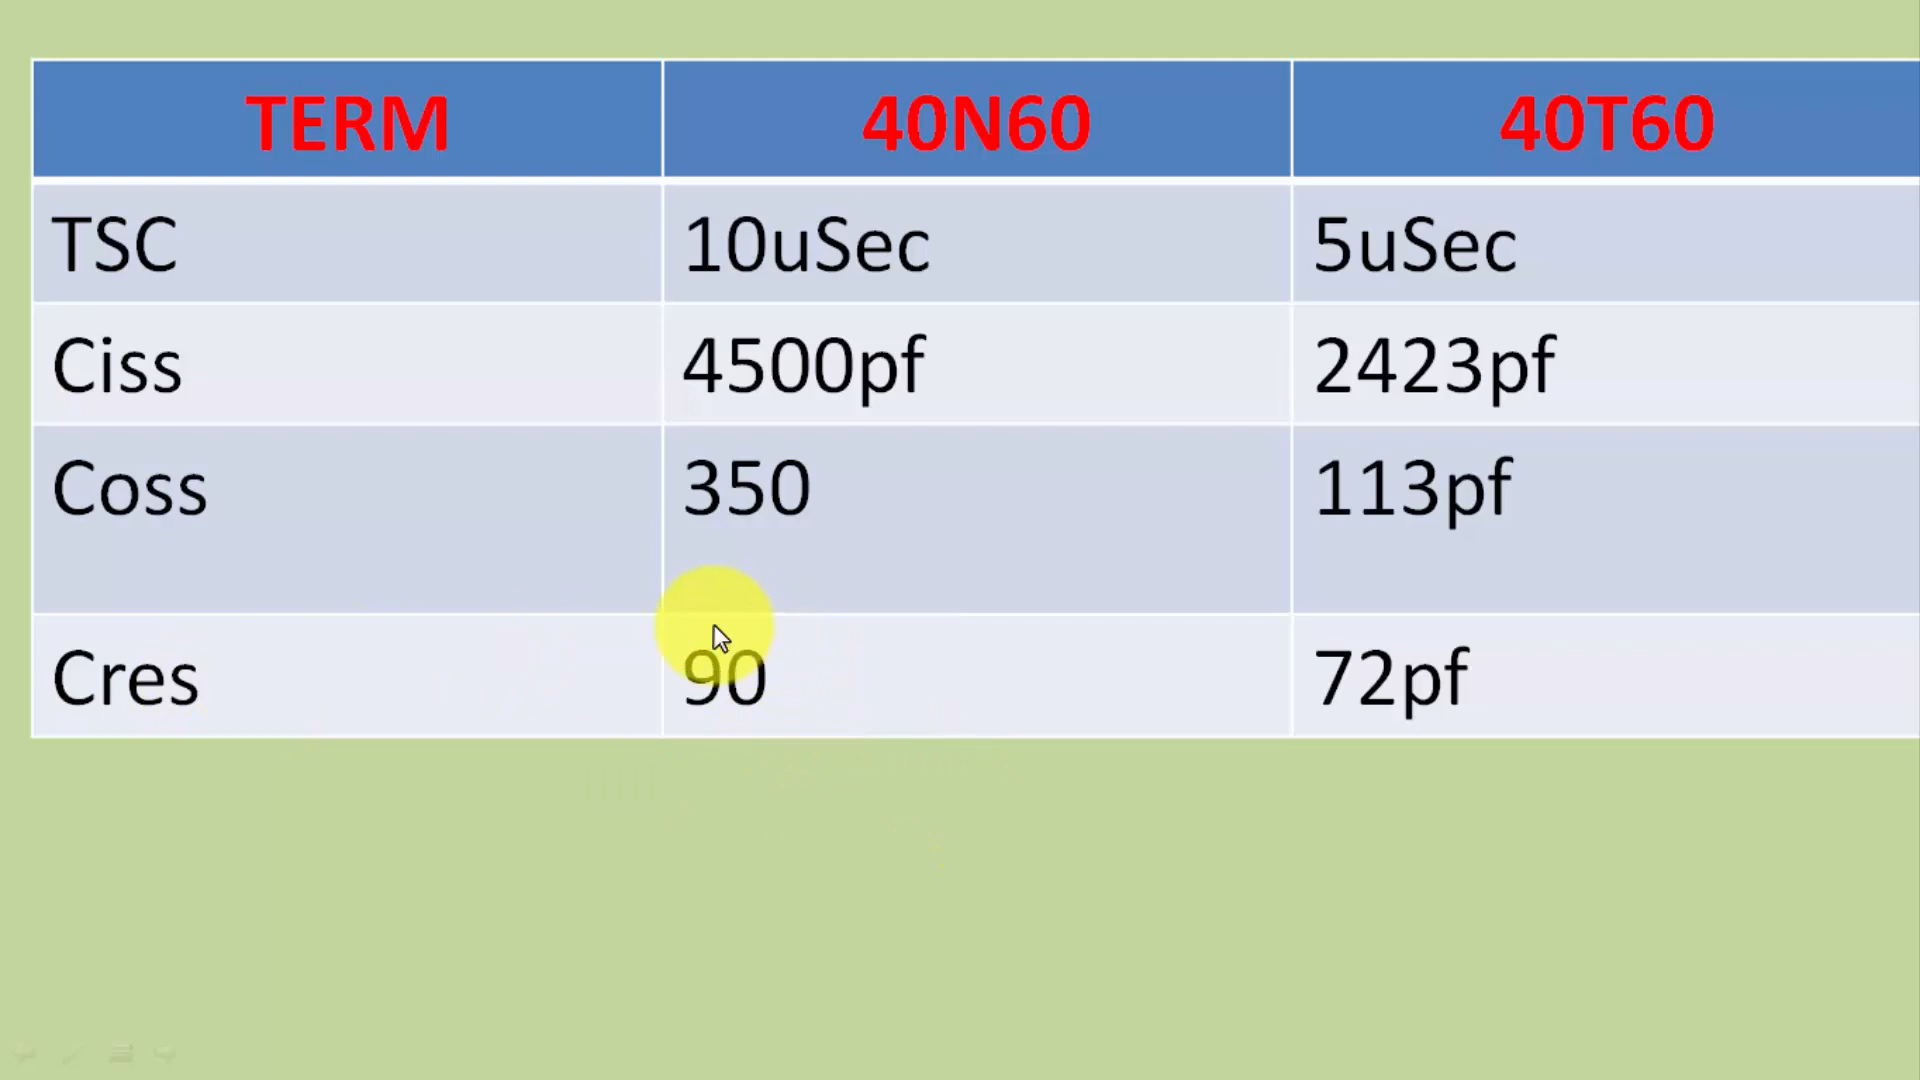 TERM 40N60 40T60
TSC 10uSec 5uSec
Ciss 4500pf 2423pf
Coss 350 113pf
Cres 90 72pf